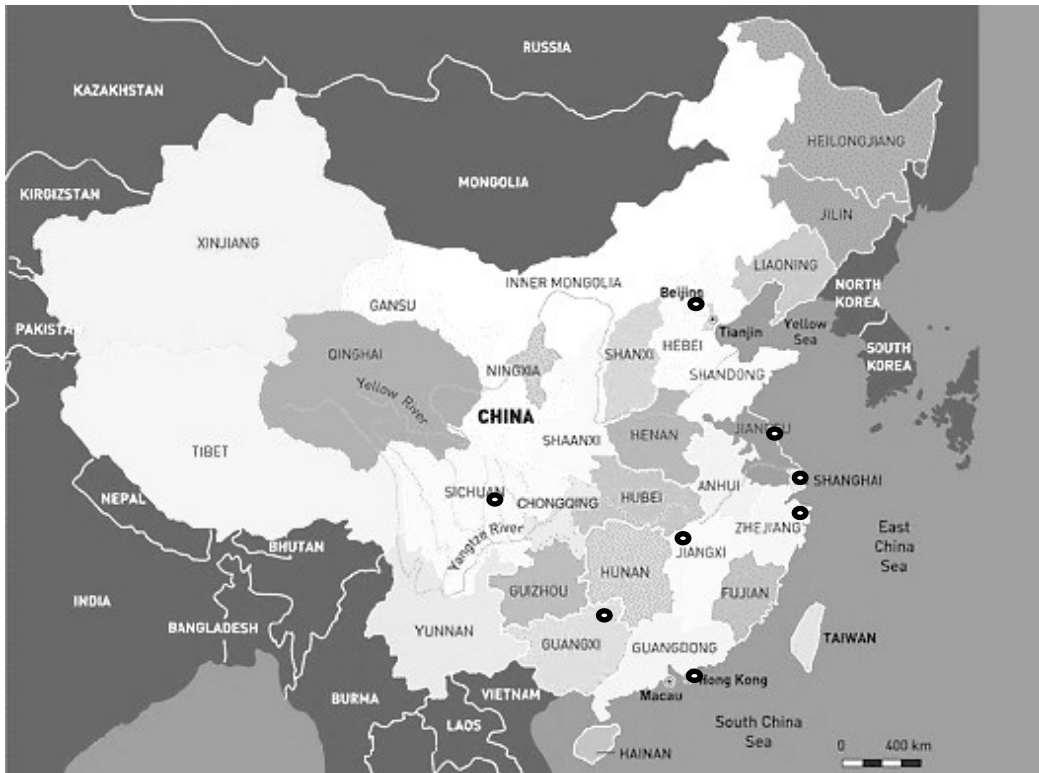 RUSSIA
KAZAKHSTAN
HEILONGJIANG
MONGOLIA
KIRGIZSTAN
JILIN
XINJIANG
LIAONING
INNER MONGOLIA
NORTH
KOREA
Beijing
GANSU
PAKISTAN
Tianjin
Yellow
Sea
SHANXI
HEBEI
QINGHAI
SOUTH
KOREA
NINGXIA
SHANDONG
Yellow River
CHINA
HENAN
SHAANXI
TIBET
SHANGHAI
ANHUI
SICHUAN
HUBEI
NEPAL
CHONGQING
ZHEJIANG
East
China
Sea
Yangtze River
BHUTAN
JIANGXI
HUNAN
GUIZHOU
FUJIAN
INDIA
BANGLADESH
YUNNAN
TAIWAN
GUANGXI
GUANGDONG
Hong Kong
VIETNAM
Macau
BURMA
LAOS
South China
Sea
0 400 km
HAINAN